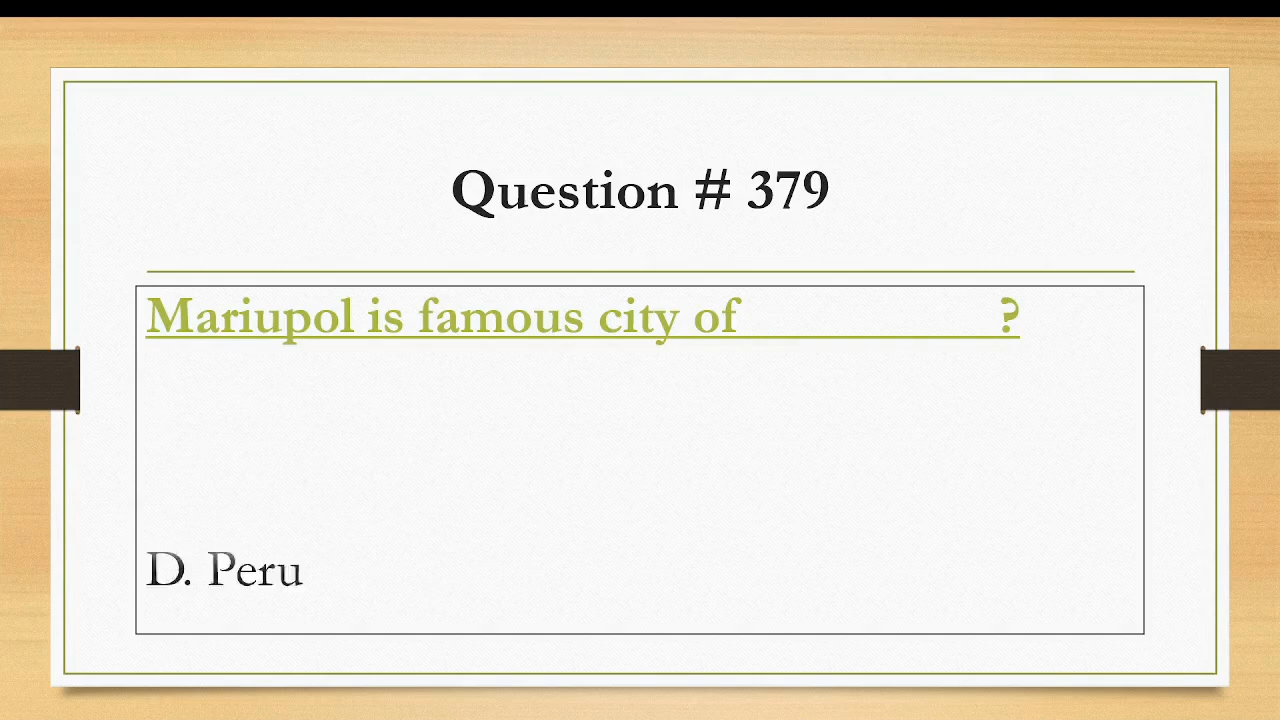 Question # 379
Mariupol is famous city of ?
D. Peru